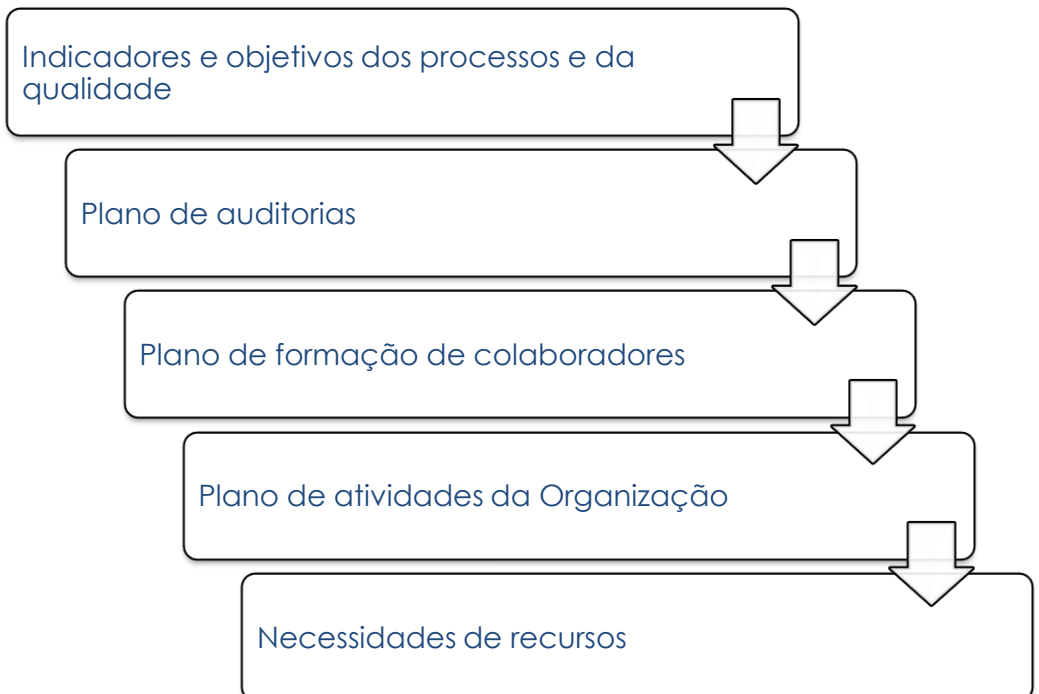 Indicadores e objetivos dos processos e da
qualidade
Plano de auditorias
Plano de formação de colaboradores
Plano de atividades da Organização
Necessidades de recursos